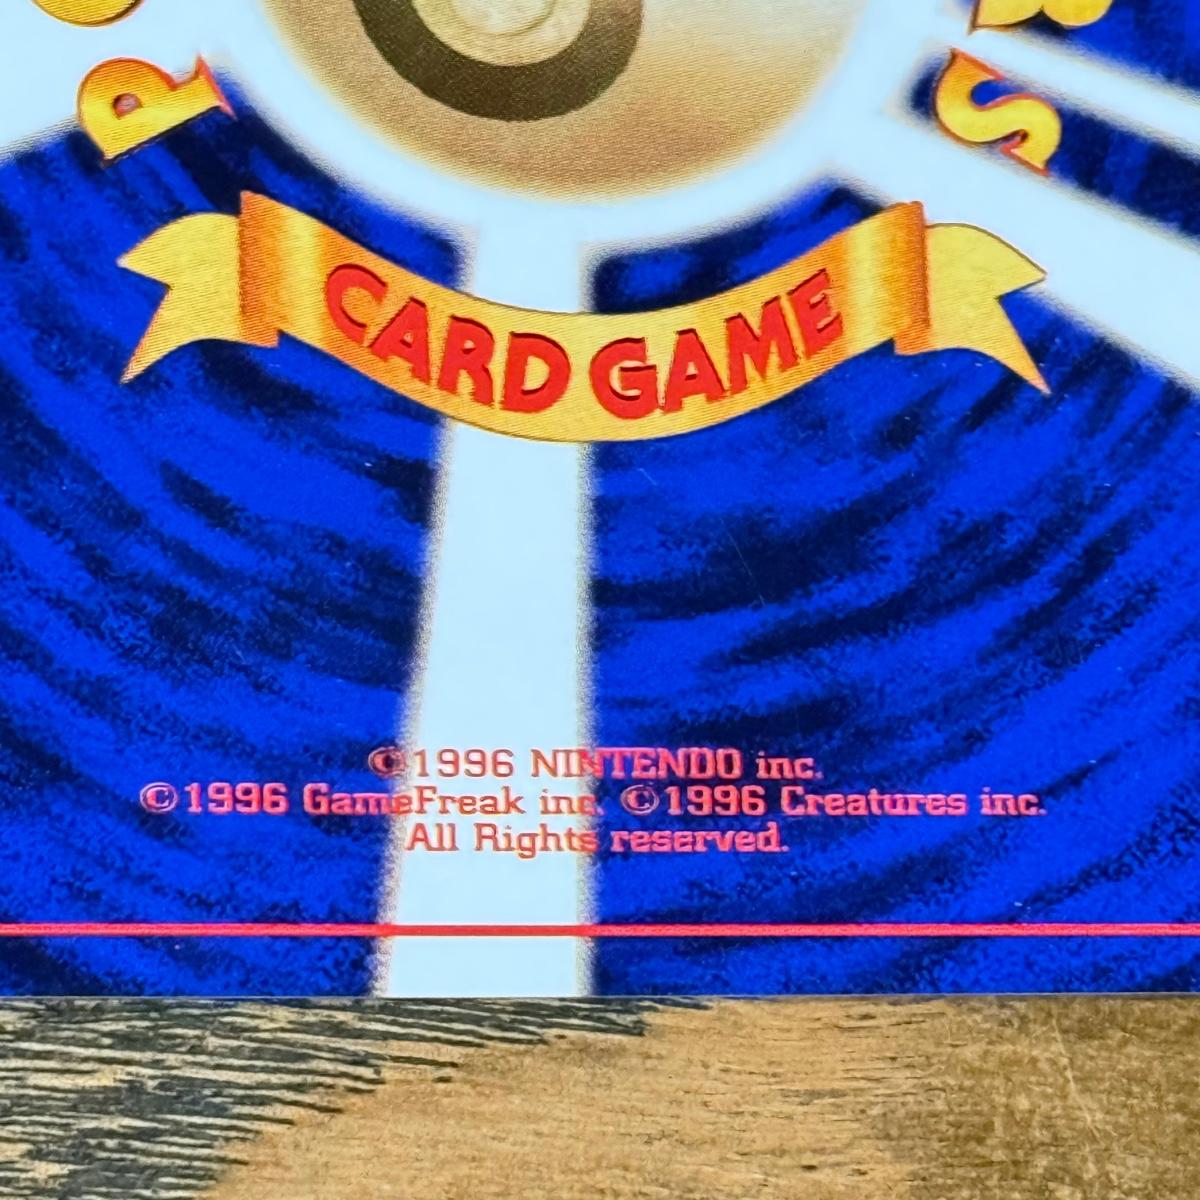 P
S
CARD GAME
©1996 NINTENDO inc.
©1996 GameFreak inc. ©1996 Creatures inc.
All Rights reserved.